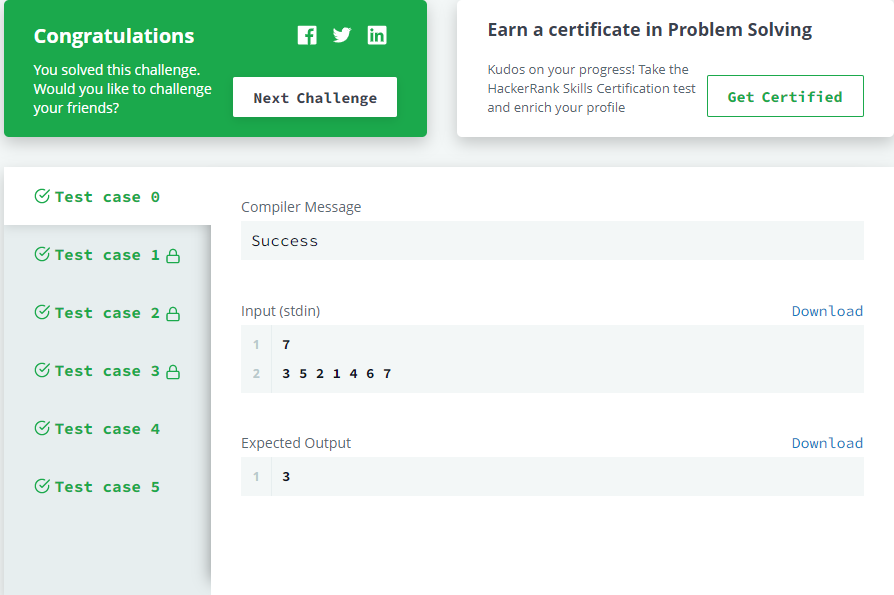 Congratulations
You solved this challenge.
Would you like to challenge
your friends?
Next Challenge
Earn a certificate in Problem Solving
Kudos on your progress! Take the
HackerRank Skills Certification test
and enrich your profile
Get Certified
Test case 0
Test case 1
Test case 2
Test case 3
Test case 4
Test case 5
Compiler Message
Success
Input (stdin)
Download
1 7
2 3 5 2 1 4 6 7
Expected Output
Download
1 3